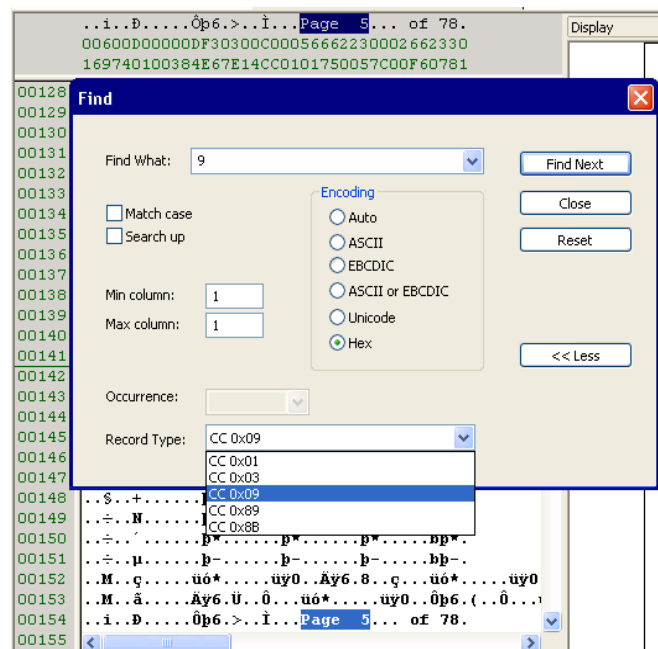 ..i..Ð.....Ôþ6.>..Ì...Page  5... of 78.
00600D00000DF30300C0005666223000266233​0
169740100384E67E14CC0101750057C00F60781
Display
00128
Find
00129
00130
00131
Find What:
9
Find Next
00132
00133
Encoding
Close
00134
Match case
Auto
00135
Search up
ASCII
Reset
00136
EBCDIC
00137
00138
Min column:
1
ASCII or EBCDIC
00139
Max column:
1
Unicode
00140
Hex
00141
<< Less
00142
00143
Occurrence:
00144
00145
Record Type:
CC 0x09
00146
CC 0x01
00147
CC 0x03
00148
CC 0x09
00149
CC 0x89
CC 0x8B
00150
00151
..÷..µ......þ-......þ-......þ-.....þþ-.
00152
..M..ç.....üó*.....üÿ0..Äÿ6.8..ç...üó*.....üÿ0
00153
..M..ã.....Äÿ6.Ü..Ô...üó*.....üÿ0..Ôþ6.(..Ô...
00154
..i..Ð.....Ôþ6.>..Ì...Page  5... of 78.
00155